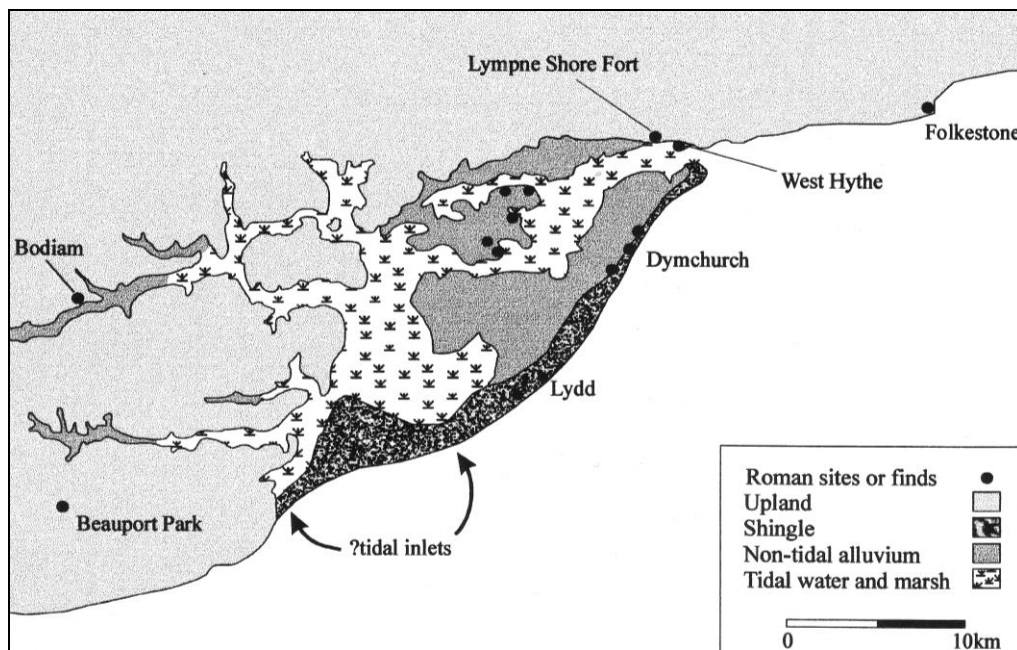 Lympne Shore Fort
Folkestone
West Hythe
Bodiam
Dymchurch
Lydd
Beauport Park
?tidal inlets
Roman sites or finds
Upland
Shingle
Non-tidal alluvium
Tidal water and marsh
0 10km